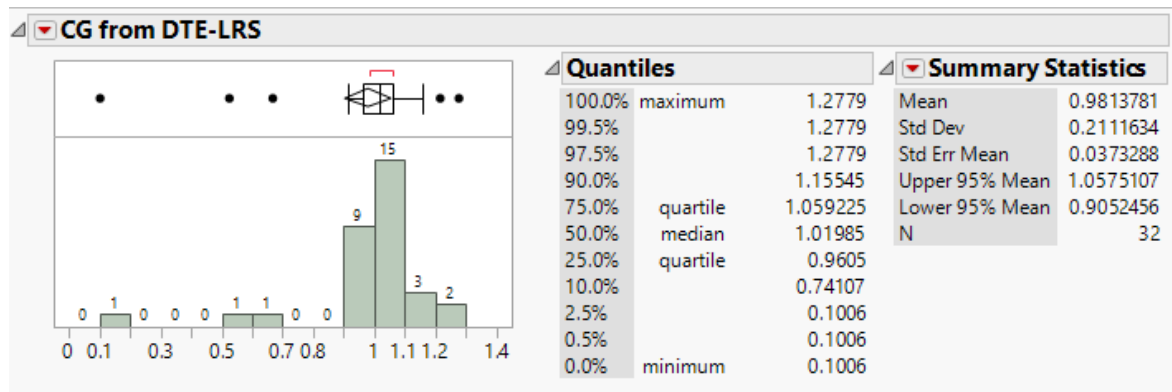 CG from DTE-LRS
15
9
3
2
0 1 0 0 0 1 1 0 0
0 0.1 0.3 0.5 0.7 0.8 1 1.1 1.2 1.4
Quantiles
100.0% maximum 1.2779
99.5% 1.2779
97.5% 1.2779
90.0% 1.15545
75.0% quartile 1.059225
50.0% median 1.01985
25.0% quartile 0.9605
10.0% 0.74107
2.5% 0.1006
0.5% 0.1006
0.0% minimum 0.1006
Summary Statistics
Mean 0.9813781
Std Dev 0.2111634
Std Err Mean 0.0373288
Upper 95% Mean 1.0575107
Lower 95% Mean 0.9052456
N 32